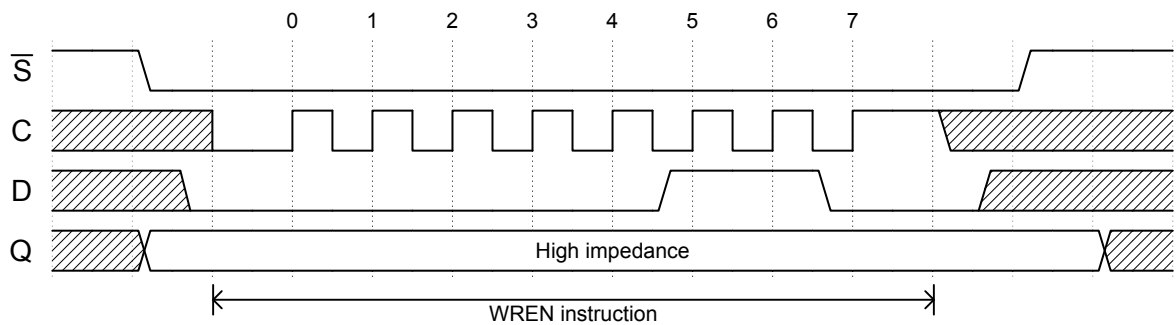 0 1 2 3 4 5 6 7
S̅
C
D
Q High impedance
WREN instruction